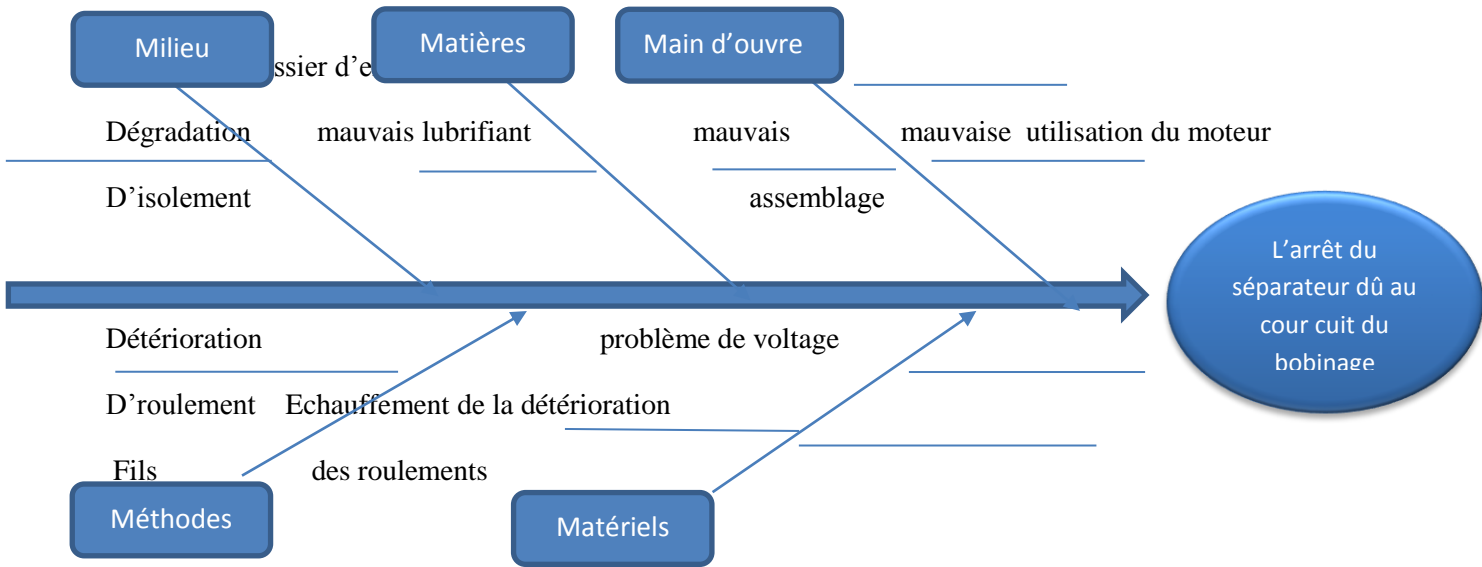 Milieu
Matières
Main d'ouvre
ssier d'e
Dégradation mauvais lubrifiant mauvais mauvaise utilisation du moteur
D'isolement assemblage
L'arrêt du
séparateur dû au
cour cuit du
bobinage
Détérioration problème de voltage
D'roulement Echauffement de la détérioration
Fils des roulements
Méthodes
Matériels